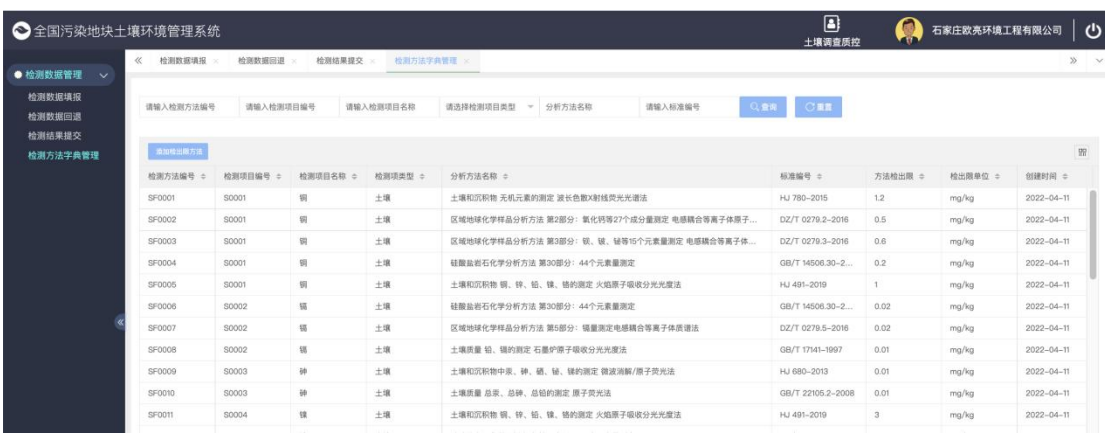 全国污染地块土壤环境管理系统
土壤调查质控
石家庄欧亮环境工程有限公司
检测数据填报 检测数据回退 检测结果提交 检测方法字典管理
检测数据管理
检测数据填报
检测数据回退
检测结果提交
检测方法字典管理
请输入检测方法编号 请输入检测项目编号 请输入检测项目名称 请选择检测项目类型 分析方法名称 请输入标准编号 查询 重置
添加检出限方法
检测方法编号 检测项目编号 检测项目名称 检测项类型 分析方法名称 标准编号 方法检出限 检出限单位 创建时间
SF0001 S0001 铜 土壤 土壤和沉积物 无机元素的测定 波长色散X射线荧光光谱法 HJ 780-2015 1.2 mg/kg 2022-04-11
SF0002 S0001 铜 土壤 区域地球化学样品分析方法 第2部分：氧化钙等27个成分量测定 电感耦合等离子体原子... DZ/T 0279.2-2016 0.5 mg/kg 2022-04-11
SF0003 S0001 铜 土壤 区域地球化学样品分析方法 第3部分：钡、铍、铋等15个元素量测定 电感耦合等离子体... DZ/T 0279.3-2016 0.6 mg/kg 2022-04-11
SF0004 S0001 铜 土壤 硅酸盐岩石化学分析方法 第30部分：44个元素量测定 GB/T 14506.30-2... 0.2 mg/kg 2022-04-11
SF0005 S0001 铜 土壤 土壤和沉积物 铜、锌、铅、镍、铬的测定 火焰原子吸收分光光度法 HJ 491-2019 1 mg/kg 2022-04-11
SF0006 S0002 镉 土壤 硅酸盐岩石化学分析方法 第30部分：44个元素量测定 GB/T 14506.30-2... 0.02 mg/kg 2022-04-11
SF0007 S0002 镉 土壤 区域地球化学样品分析方法 第5部分：镉量测定电感耦合等离子体质谱法 DZ/T 0279.5-2016 0.02 mg/kg 2022-04-11
SF0008 S0002 镉 土壤 土壤质量 铅、镉的测定 石墨炉原子吸收分光光度法 GB/T 17141-1997 0.01 mg/kg 2022-04-11
SF0009 S0003 砷 土壤 土壤和沉积物中汞、砷、硒、铋、锑的测定 微波消解/原子荧光法 HJ 680-2013 0.01 mg/kg 2022-04-11
SF0010 S0003 砷 土壤 土壤质量 总汞、总砷、总铅的测定 原子荧光法 GB/T 22105.2-2008 0.01 mg/kg 2022-04-11
SF0011 S0004 镍 土壤 土壤和沉积物 铜、锌、铅、镍、铬的测定 火焰原子吸收分光光度法 HJ 491-2019 3 mg/kg 2022-04-11